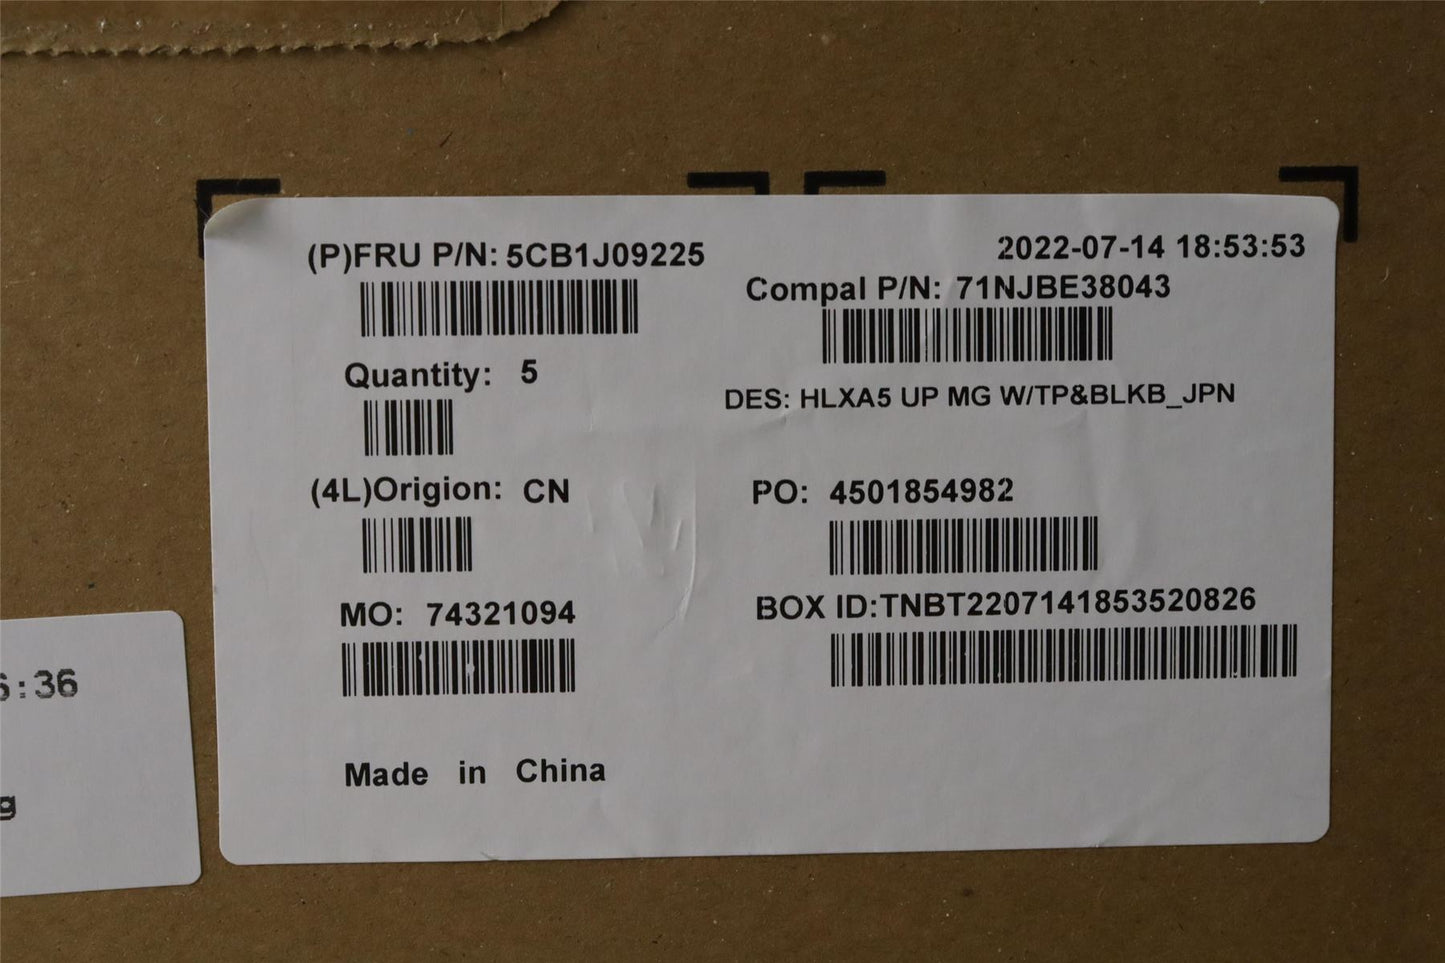 (P)FRU P/N: 5CB1J09225
2022-07-14 18:53:53
Compal P/N: 71NJBE38043
Quantity: 5
DES: HLXA5 UP MG W/TP&BLKB_JPN
(4L)Origion: CN
PO: 4501854982
MO: 74321094
BOX ID:TNBT2207141853520826
Made in China
:36
g